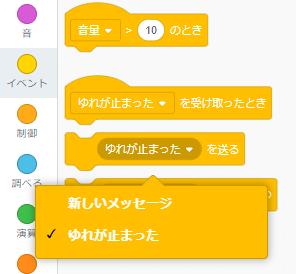 音
イベント
制御
調べる
演算
音量 > 10 のとき
ゆれが止まった を受け取ったとき
ゆれが止まった を送る
新しいメッセージ
✓ ゆれが止まった